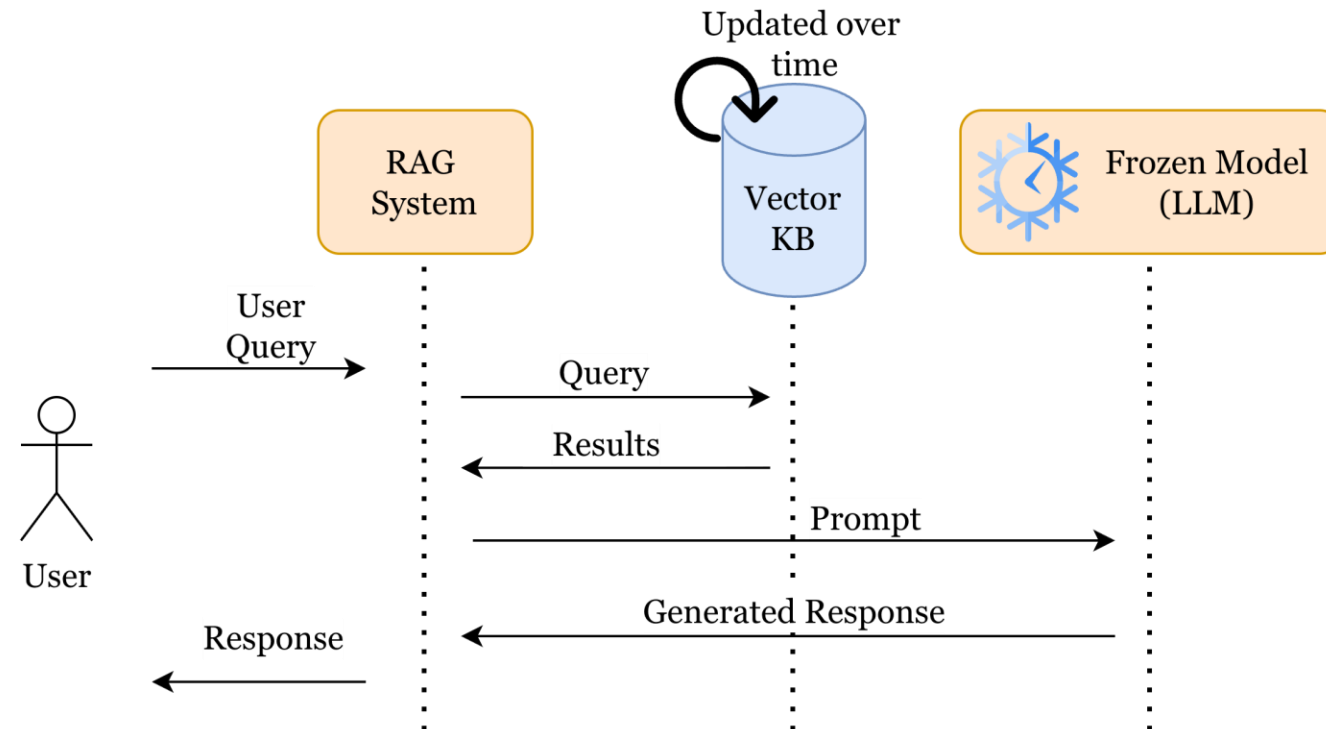 Updated over
time
RAG
System
Vector
KB
Frozen Model
(LLM)
User
Query
Query
Results
Prompt
User
Generated Response
Response